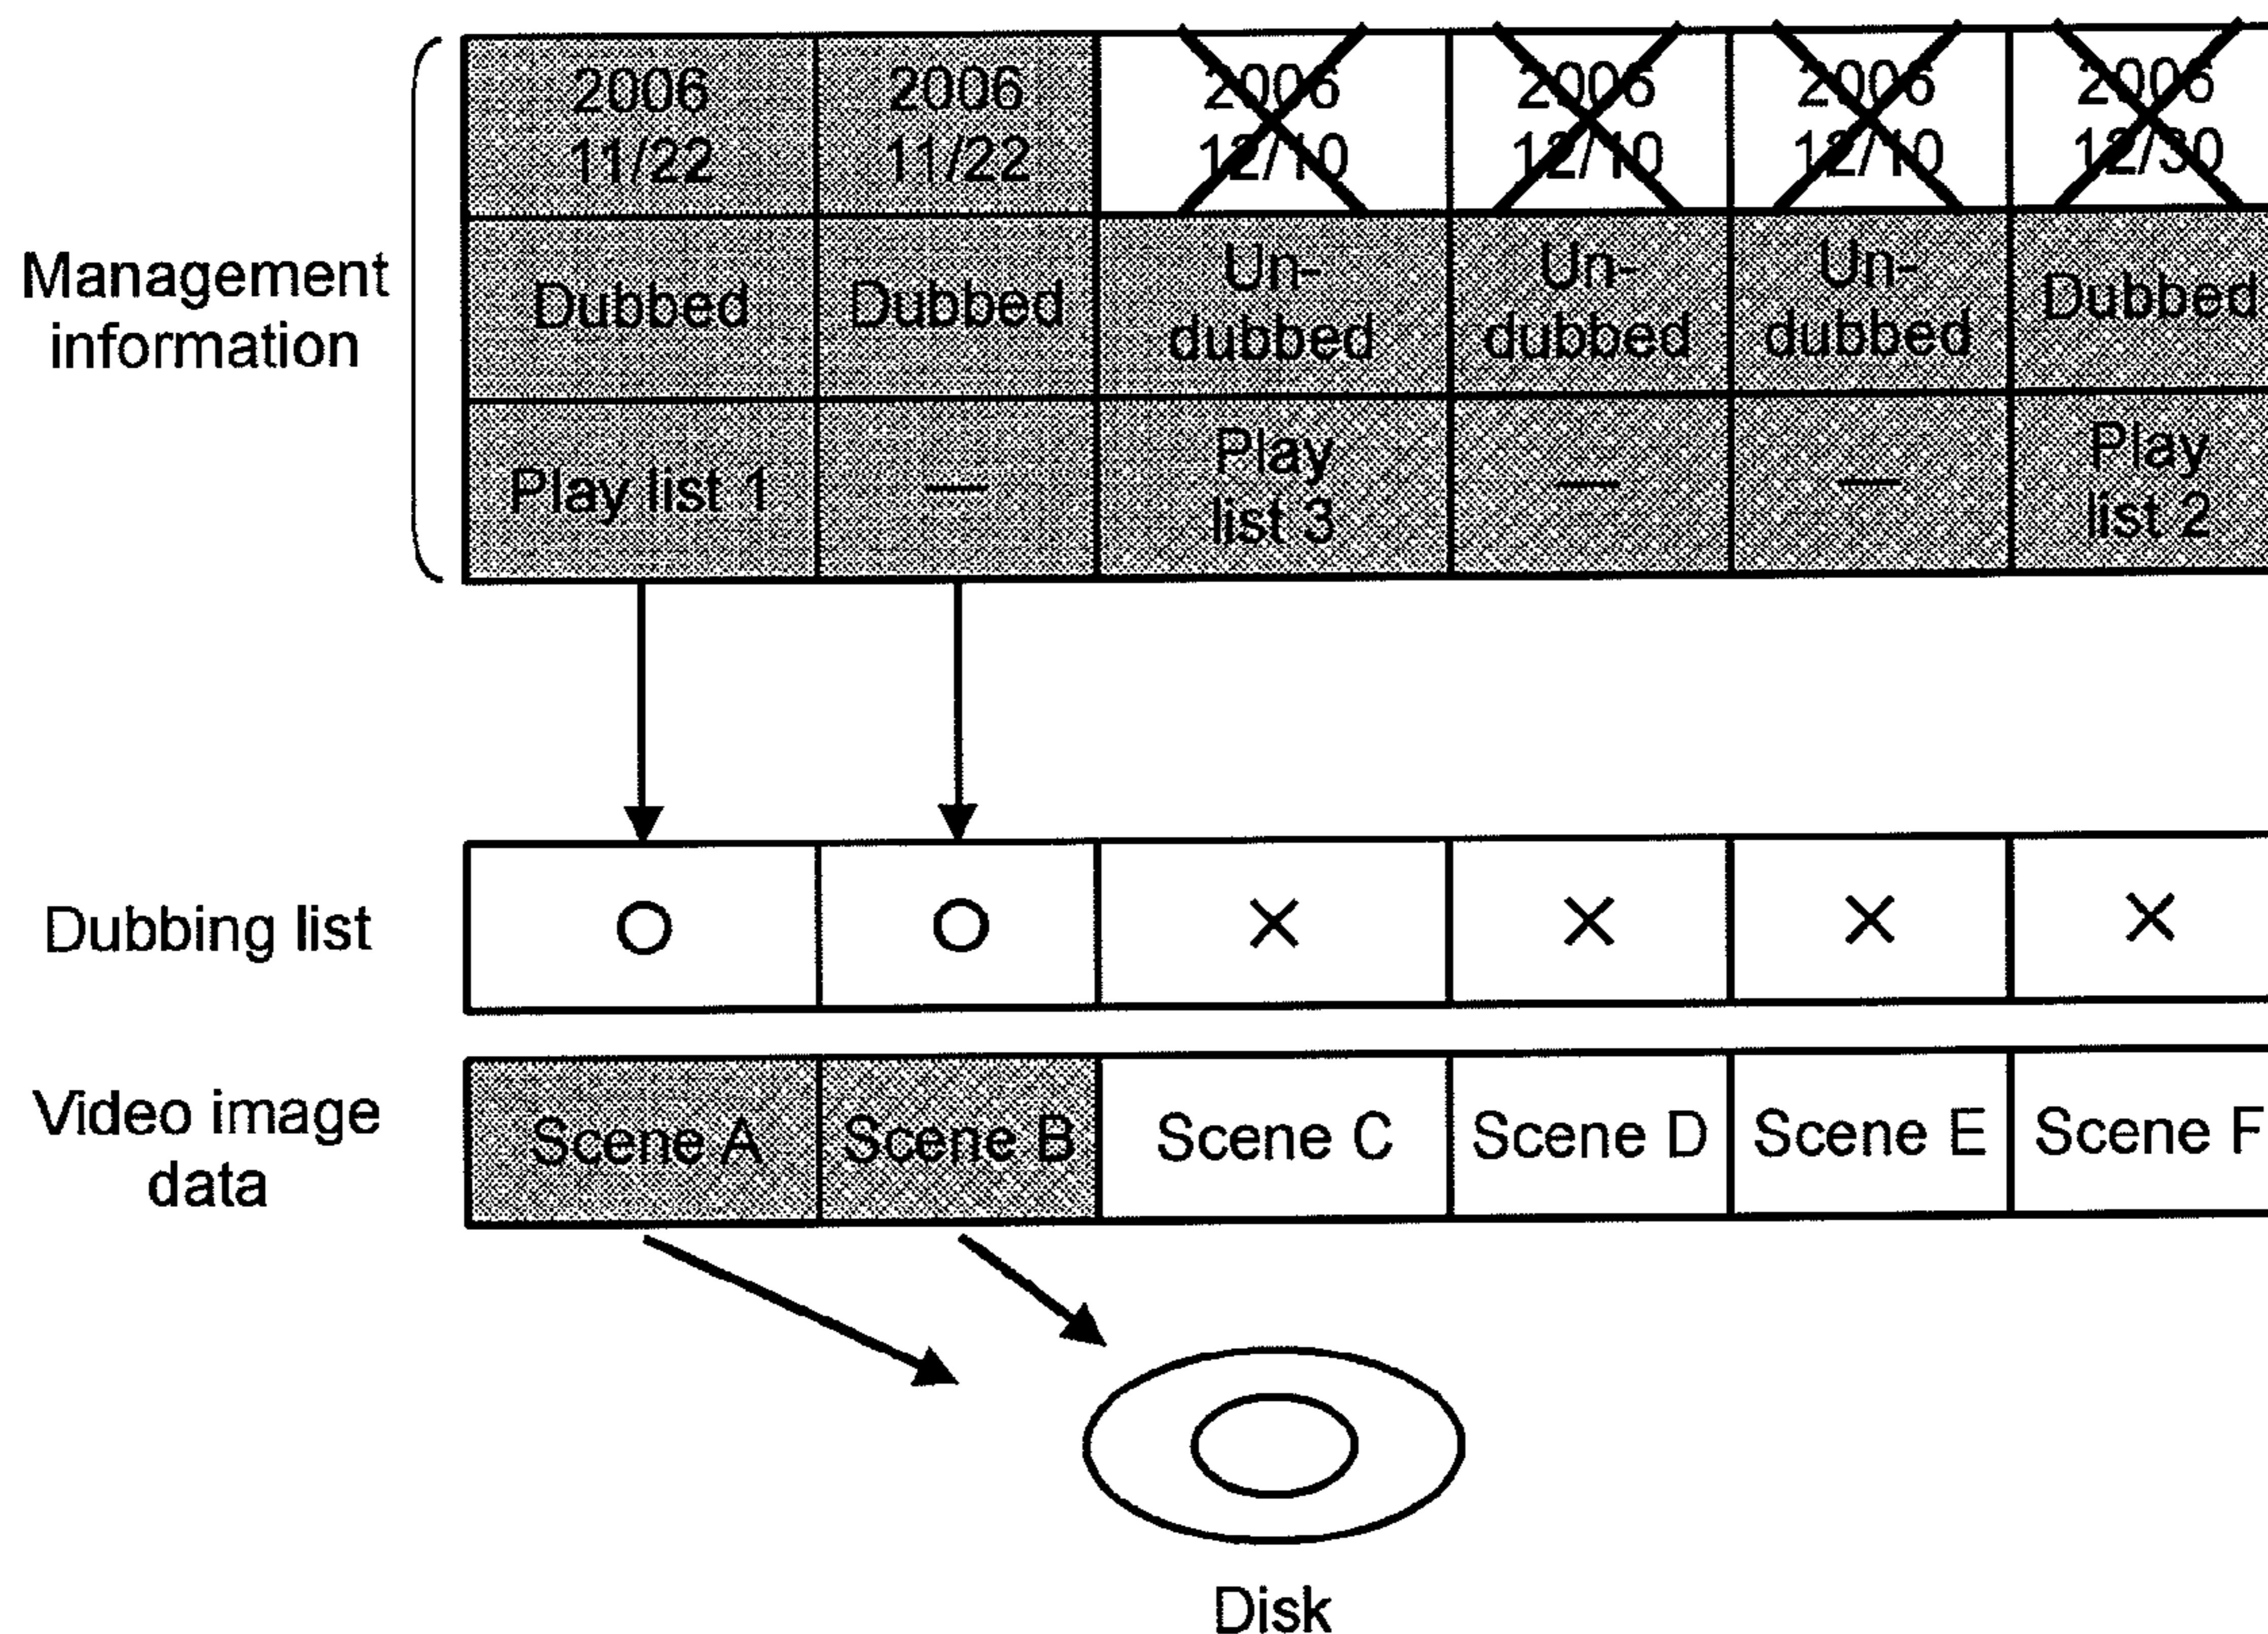 2006 2006 2006 2006 2006 2006
11/22 11/22 12/10 12/10 12/10 12/30
Management
information
Dubbed Dubbed Un-
dubbed Un-
dubbed Un-
dubbed Dubbed
Play list 1 — Play
list 3 — — Play
list 2
Dubbing list ○ ○ × × × ×
Video image
data
Scene A Scene B Scene C Scene D Scene E Scene F
Disk